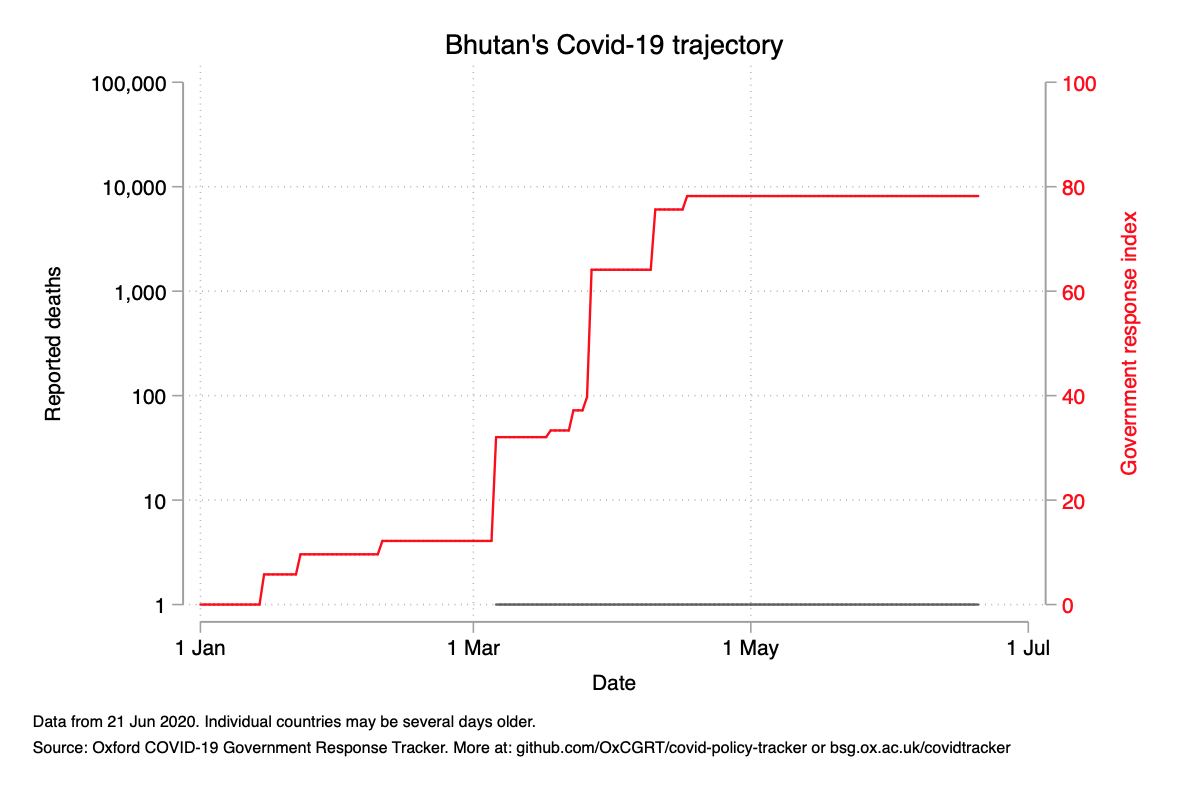 Bhutan's Covid-19 trajectory
100,000
10,000
1,000
100
10
1
Reported deaths
100
80
60
40
20
0
Government response index
1 Jan
1 Mar
1 May
1 Jul
Date
Data from 21 Jun 2020. Individual countries may be several days older.
Source: Oxford COVID-19 Government Response Tracker. More at: github.com/OxCGRT/covid-policy-tracker or bsg.ox.ac.uk/covidtracker